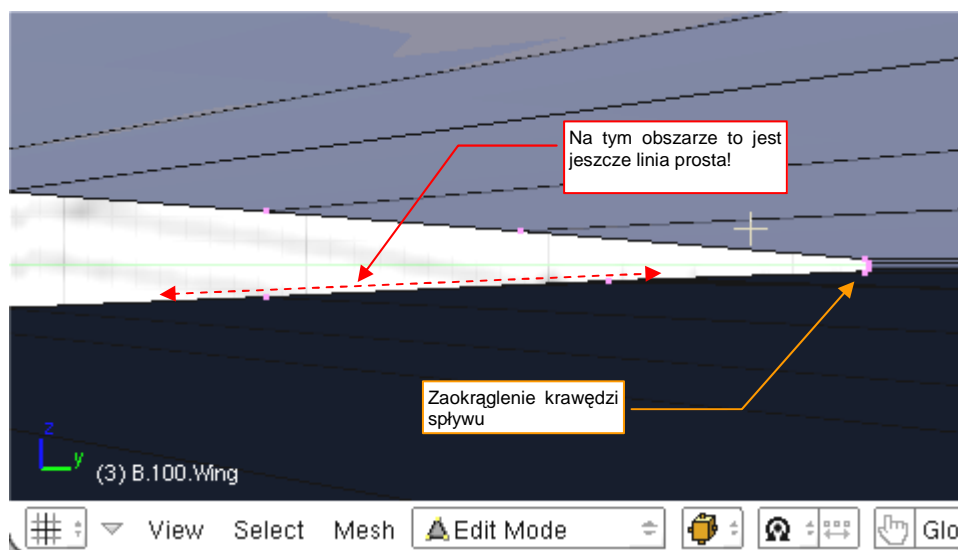 Na tym obszarze to jest
jeszcze linia prosta!
Zaokrąglenie krawędzi
spływu
z
y
(3) B.100.Wing
View Select Mesh Edit Mode Glo